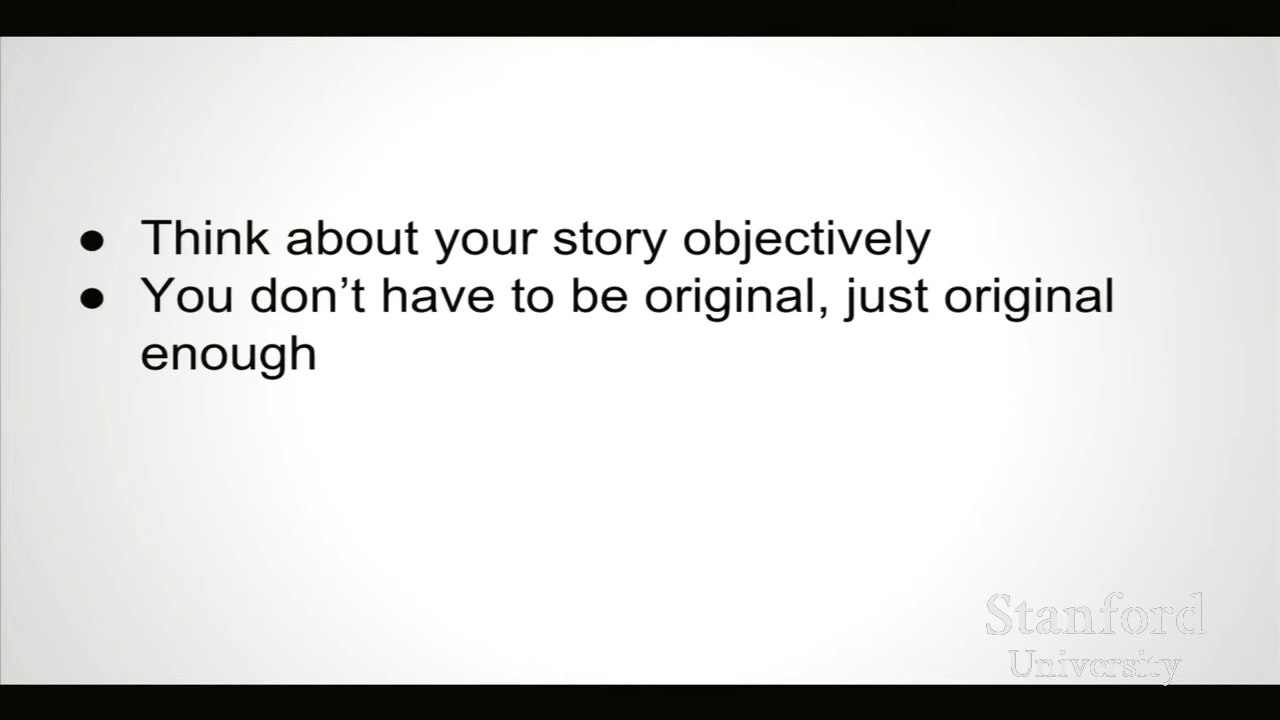 ● Think about your story objectively
● You don’t have to be original, just original
enough
Stanford
University